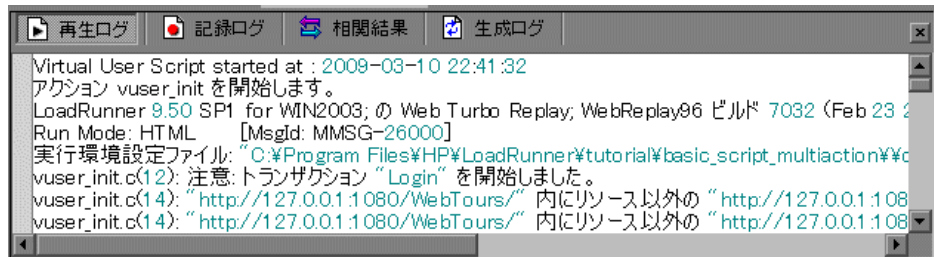 再生ログ 記録ログ 相関結果 生成ログ
Virtual User Script started at : 2009-03-10 22:41:32
アクション vuser_init を開始します。
LoadRunner 9.50 SP1 for WIN2003; の Web Turbo Replay; WebReplay96 ビルド 7032 (Feb 23 2
Run Mode: HTML [MsgId: MMSG-26000]
実行環境設定ファイル: "C:¥Program Files¥HP¥LoadRunner¥tutorial¥basic_script_multiaction¥¥
vuser_init.c(12): 注意: トランザクション "Login" を開始しました。
vuser_init.c(14): "http://127.0.0.1:1080/WebTours/" 内にリソース以外の "http://127.0.0.1:108
vuser_init.c(14): "http://127.0.0.1:1080/WebTours/" 内にリソース以外の "http://127.0.0.1:108